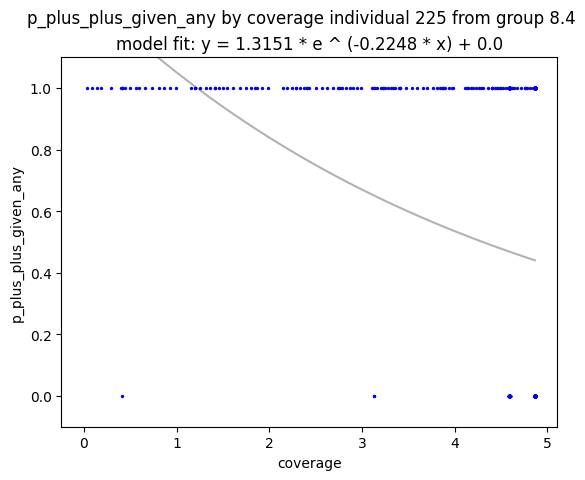 p_plus_plus_given_any by coverage individual 225 from group 8.4
model fit: y = 1.3151 * e ^ (-0.2248 * x) + 0.0
1.0
0.8
0.6
0.4
0.2
0.0
p_plus_plus_given_any
0 1 2 3 4 5
coverage